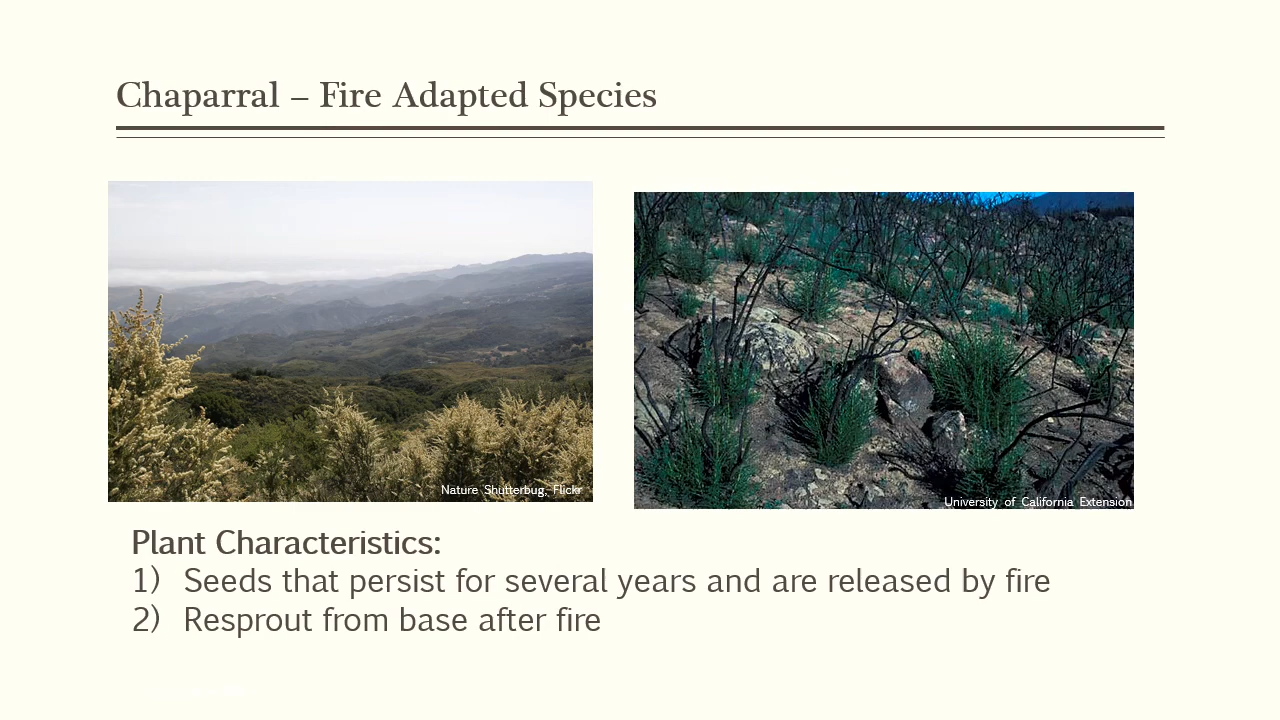 Chaparral – Fire Adapted Species
Nature Shutterbug, Flickr
University of California Extension
Plant Characteristics:
1) Seeds that persist for several years and are released by fire
2) Resprout from base after fire